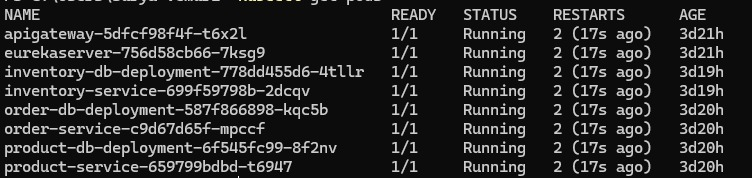 NAME READY STATUS RESTARTS AGE
apigateway-5dfcf98f4f-t6x2l 1/1 Running 2 (17s ago) 3d21h
eurekaserver-756d58cb66-7ksg9 1/1 Running 2 (17s ago) 3d21h
inventory-db-deployment-778dd455d6-4tllr 1/1 Running 2 (17s ago) 3d19h
inventory-service-699f59798b-2dcqv 1/1 Running 2 (17s ago) 3d19h
order-db-deployment-587f866898-kqc5b 1/1 Running 2 (17s ago) 3d20h
order-service-c9d67d65f-mpccf 1/1 Running 2 (17s ago) 3d20h
product-db-deployment-6f545fc99-8f2nv 1/1 Running 2 (17s ago) 3d20h
product-service-659799bdbd-t6947 1/1 Running 2 (17s ago) 3d20h